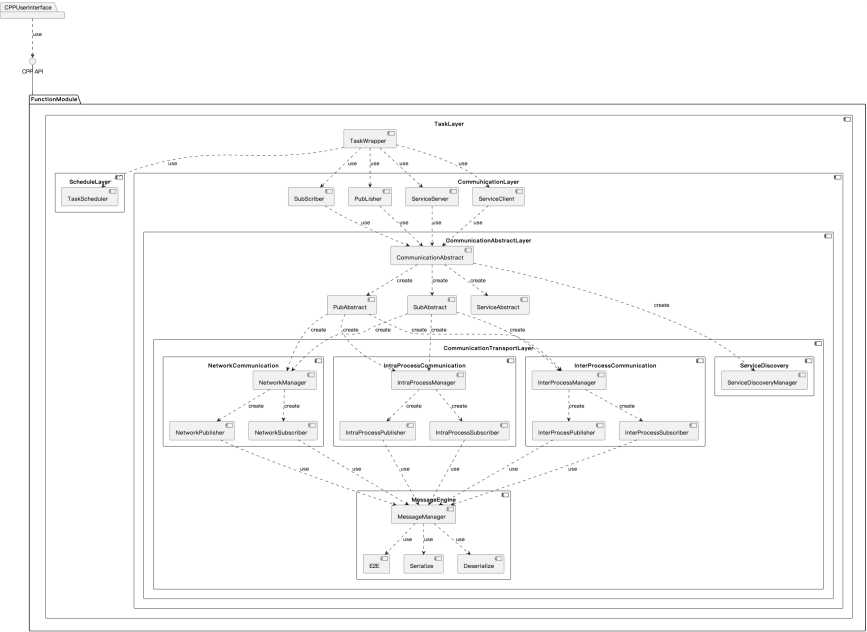 CPPUserInterface
use
CPP API
FunctionModule
TaskLayer
TaskWrapper
use
use
use
use
use
ScheduleLayer
TaskScheduler
CommunicationLayer
SubScriber
PubLisher
ServiceServer
ServiceClient
use
use
use
use
CommunicationAbstractLayer
CommunicationAbstract
create
create
create
create
PubAbstract
SubAbstract
ServiceAbstract
create
create
create
create
create
create
CommunicationTransportLayer
NetworkCommunication
IntraProcessCommunication
InterProcessCommunication
ServiceDiscovery
NetworkManager
IntraProcessManager
InterProcessManager
ServiceDiscoveryManager
create
create
create
create
create
create
NetworkPublisher
NetworkSubscriber
IntraProcessPublisher
IntraProcessSubscriber
InterProcessPublisher
InterProcessSubscriber
use
use
use
use
use
use
MessageEngine
MessageManager
use
use
use
E2E
Serialize
Deserialize